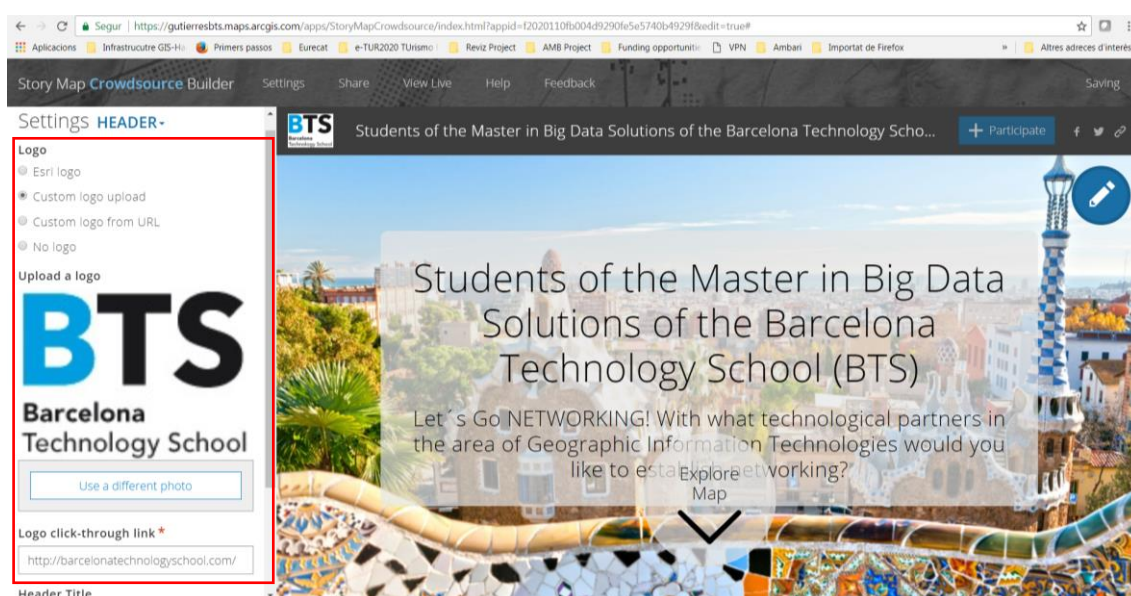 Segur | https://gutierresbts.maps.arcgis.com/apps/StoryMapCrowdsource/index.html?appid=f2020110fb004d9290fe5e5740b4929f&edit=true#
Aplicacions Infrastrucutre GIS-Ha Primers passos Eurecat e-TUR2020 TUrismo Reviz Project AMB Project Funding opportunitie VPN Ambari Importat de Firefox » Altres adreces d'interès
Story Map Crowdsource Builder Settings Share View Live Help Feedback Saving
Settings HEADER
Logo
Esri logo
Custom logo upload
Custom logo from URL
No logo
Upload a logo
BTS
Barcelona
Technology School
Use a different photo
Logo click-through link *
http://barcelonatechnologyschool.com/
Header Title
BTS
Barcelona
Technology School
Students of the Master in Big Data Solutions of the Barcelona Technology Scho...
+ Participate
Students of the Master in Big Data
Solutions of the Barcelona
Technology School (BTS)
Let´s Go NETWORKING! With what technological partners in
the area of Geographic Information Technologies would you
like to establish networking?
Explore
Map